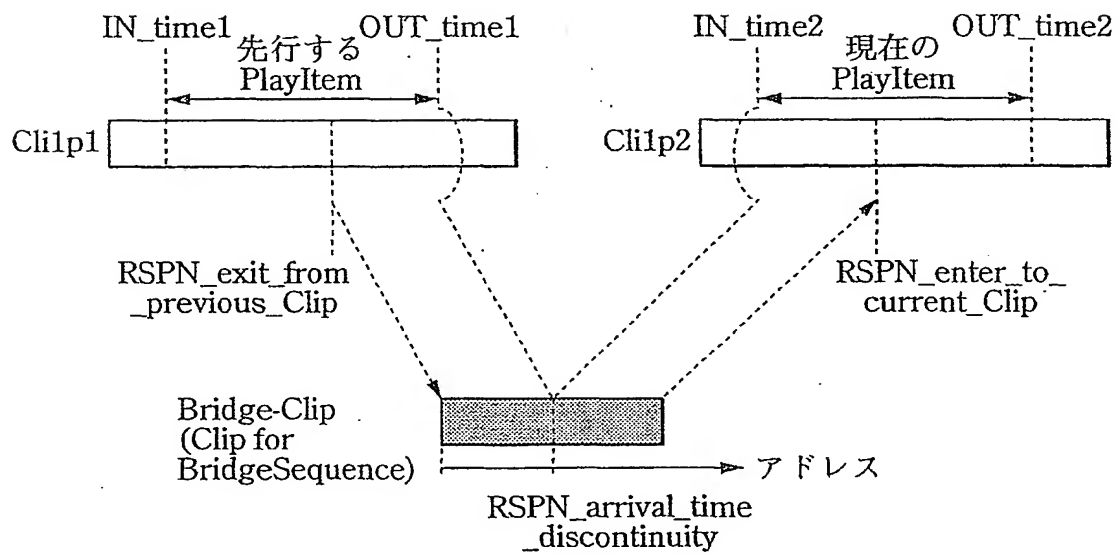 IN_time1
先行する
PlayItem
OUT_time1
IN_time2
現在の
PlayItem
OUT_time2
Cli1p1
Cli1p2
RSPN_exit_from
_previous_Clip
RSPN_enter_to_
current_Clip
Bridge-Clip
(Clip for
BridgeSequence)
アドレス
RSPN_arrival_time
_discontinuity